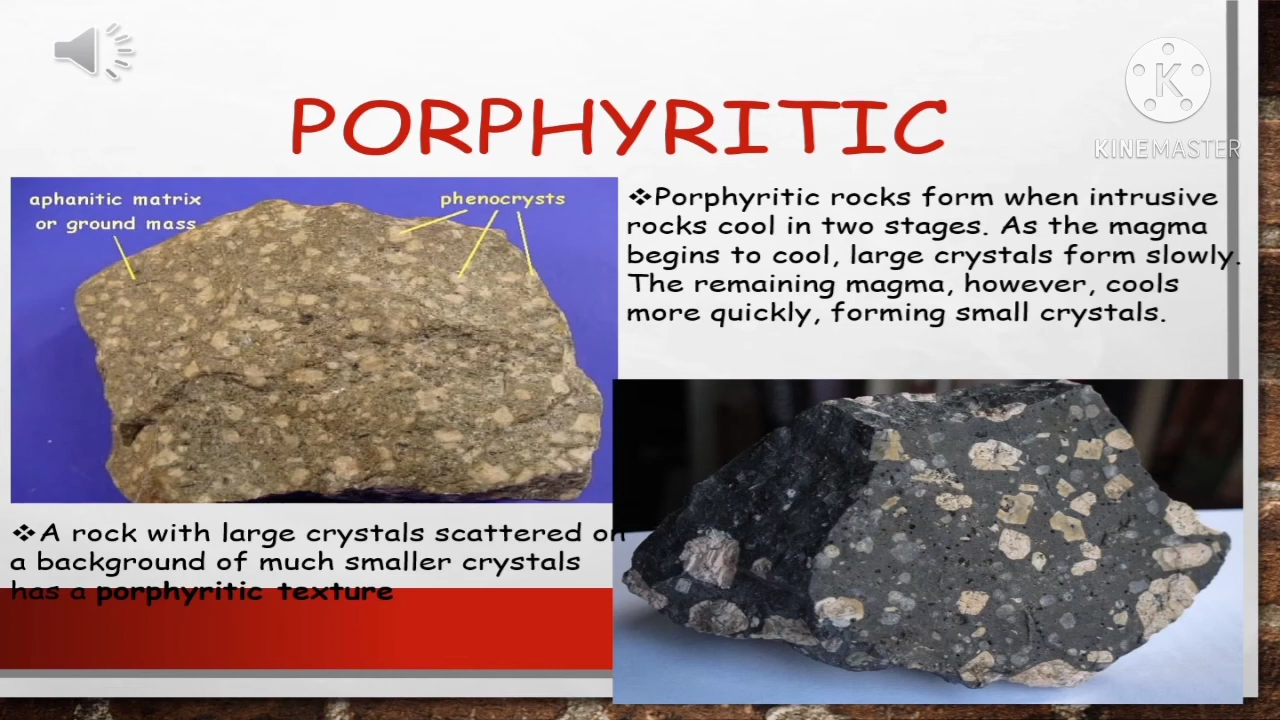 PORPHYRITIC
K
KINEMASTER
aphanitic matrix
or ground mass
phenocrysts
❖Porphyritic rocks form when intrusive
rocks cool in two stages. As the magma
begins to cool, large crystals form slowly.
The remaining magma, however, cools
more quickly, forming small crystals.
❖A rock with large crystals scattered on
a background of much smaller crystals
has a porphyritic texture